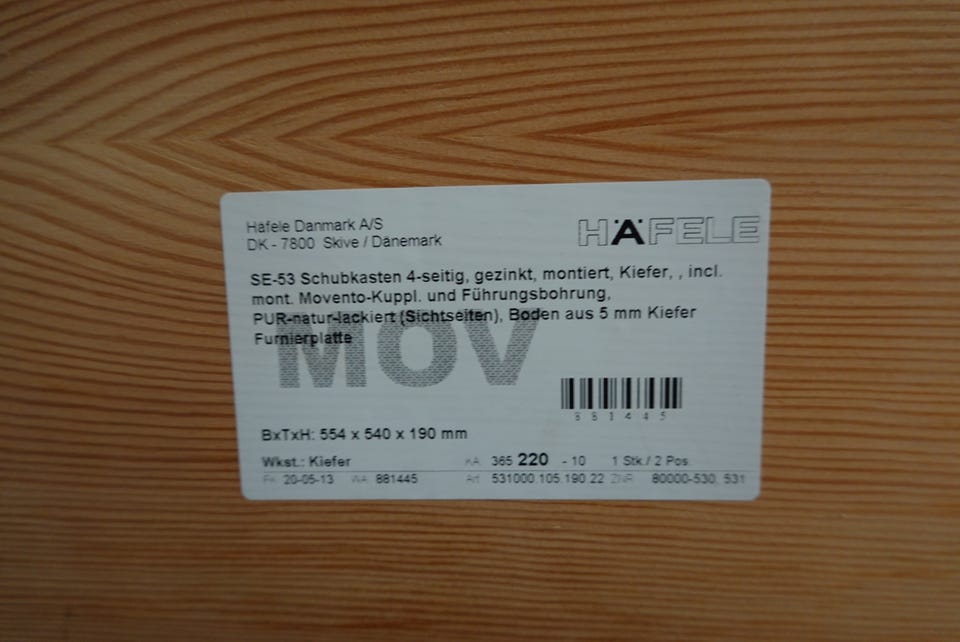 Häfele Danmark A/S
DK - 7800 Skive / Dänemark
HÄFELE
SE-53 Schubkasten 4-seitig, gezinkt, montiert, Kiefer, , incl.
mont. Movento-Kuppl. und Führungsbohrung,
PUR-natur-lackiert (Sichtseiten), Boden aus 5 mm Kiefer
Furnierplatte
MOV
881445
BxTxH: 554 x 540 x 190 mm
Wkst.: Kiefer KA 365 220 - 10 1 Stk./ 2 Pos.
20-05-13 WA 881445 Art 531000.105.190.22 ZNR 80000-530, 531